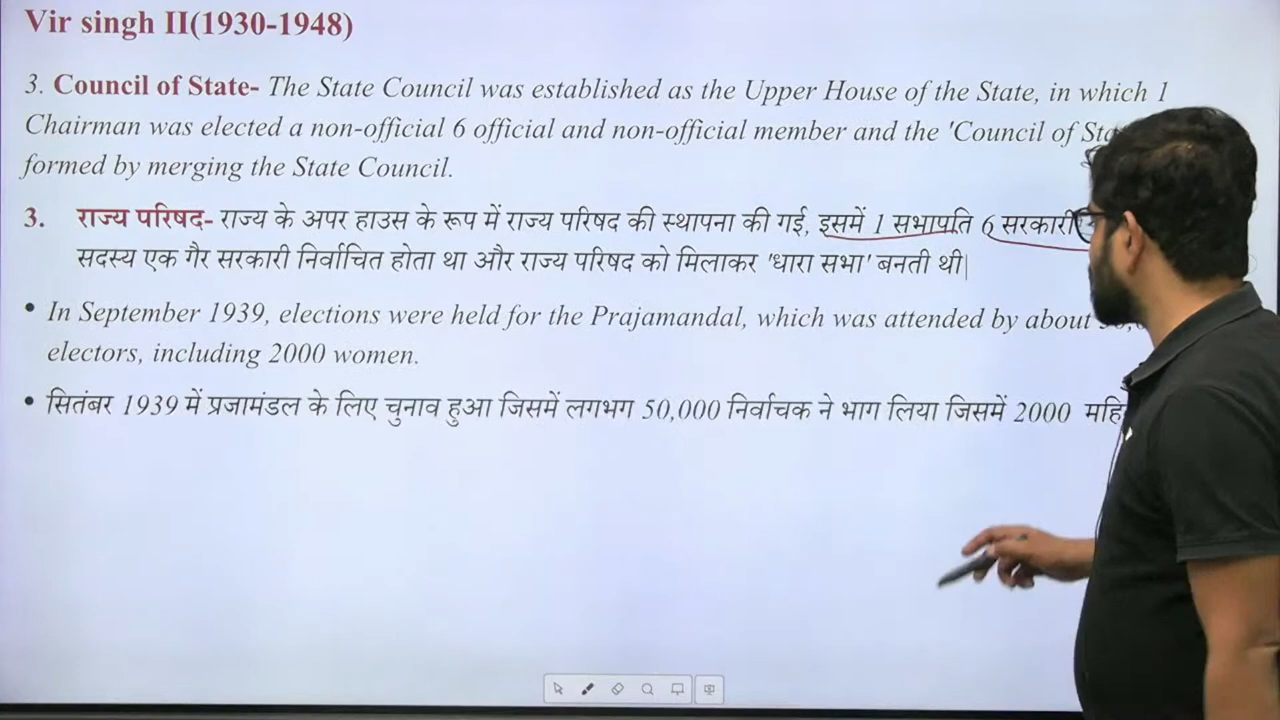 Vir singh II(1930-1948)
3. Council of State- The State Council was established as the Upper House of the State, in which 1
Chairman was elected a non-official 6 official and non-official member and the 'Council of
formed by merging the State Council.
3. राज्य परिषद- राज्य के अपर हाउस के रूप में राज्य परिषद की स्थापना की गई, इसमें 1 सभापति 6 सरकारी
सदस्य एक गैर सरकारी निर्वाचित होता था और राज्य परिषद को मिलाकर 'धारा सभा' बनती थी|
• In September 1939, elections were held for the Prajamandal, which was attended by about
electors, including 2000 women.
• सितंबर 1939 में प्रजामंडल के लिए चुनाव हुआ जिसमें लगभग 50,000 निर्वाचक ने भाग लिया जिसमें 2000